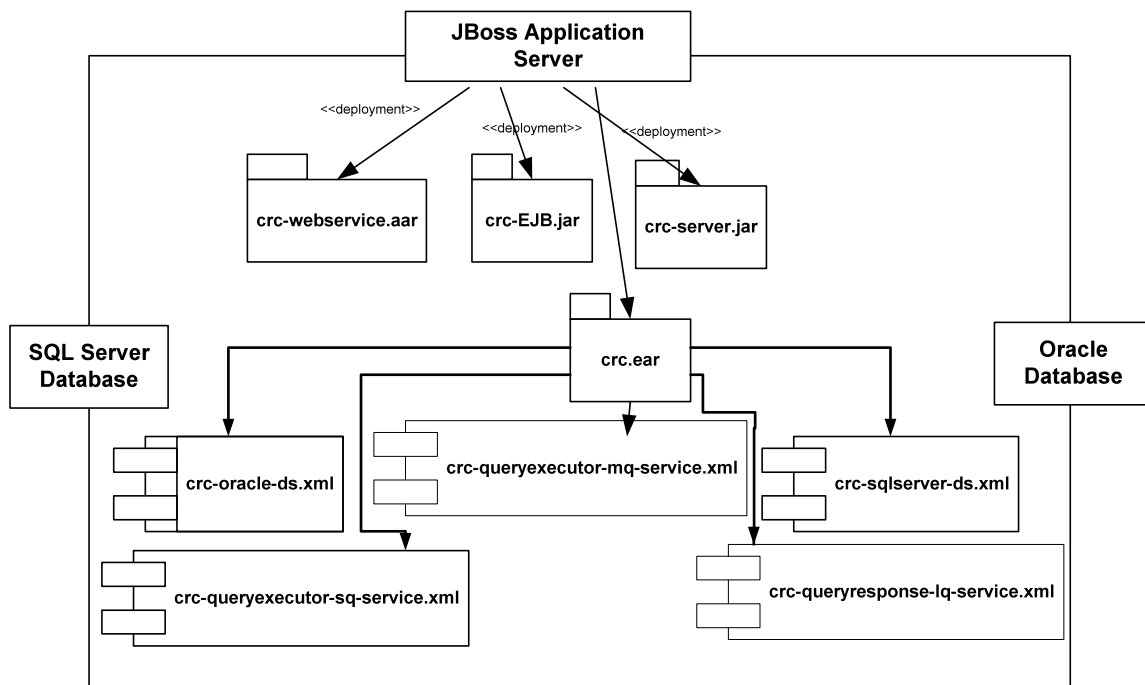 JBoss Application
Server
<<deployment>>
<<deployment>>
<<deployment>>
crc-webservice.aar
crc-EJB.jar
crc-server.jar
SQL Server
Database
crc.ear
Oracle
Database
crc-oracle-ds.xml
crc-queryexecutor-mq-service.xml
crc-sqlserver-ds.xml
crc-queryexecutor-sq-service.xml
crc-queryresponse-lq-service.xml